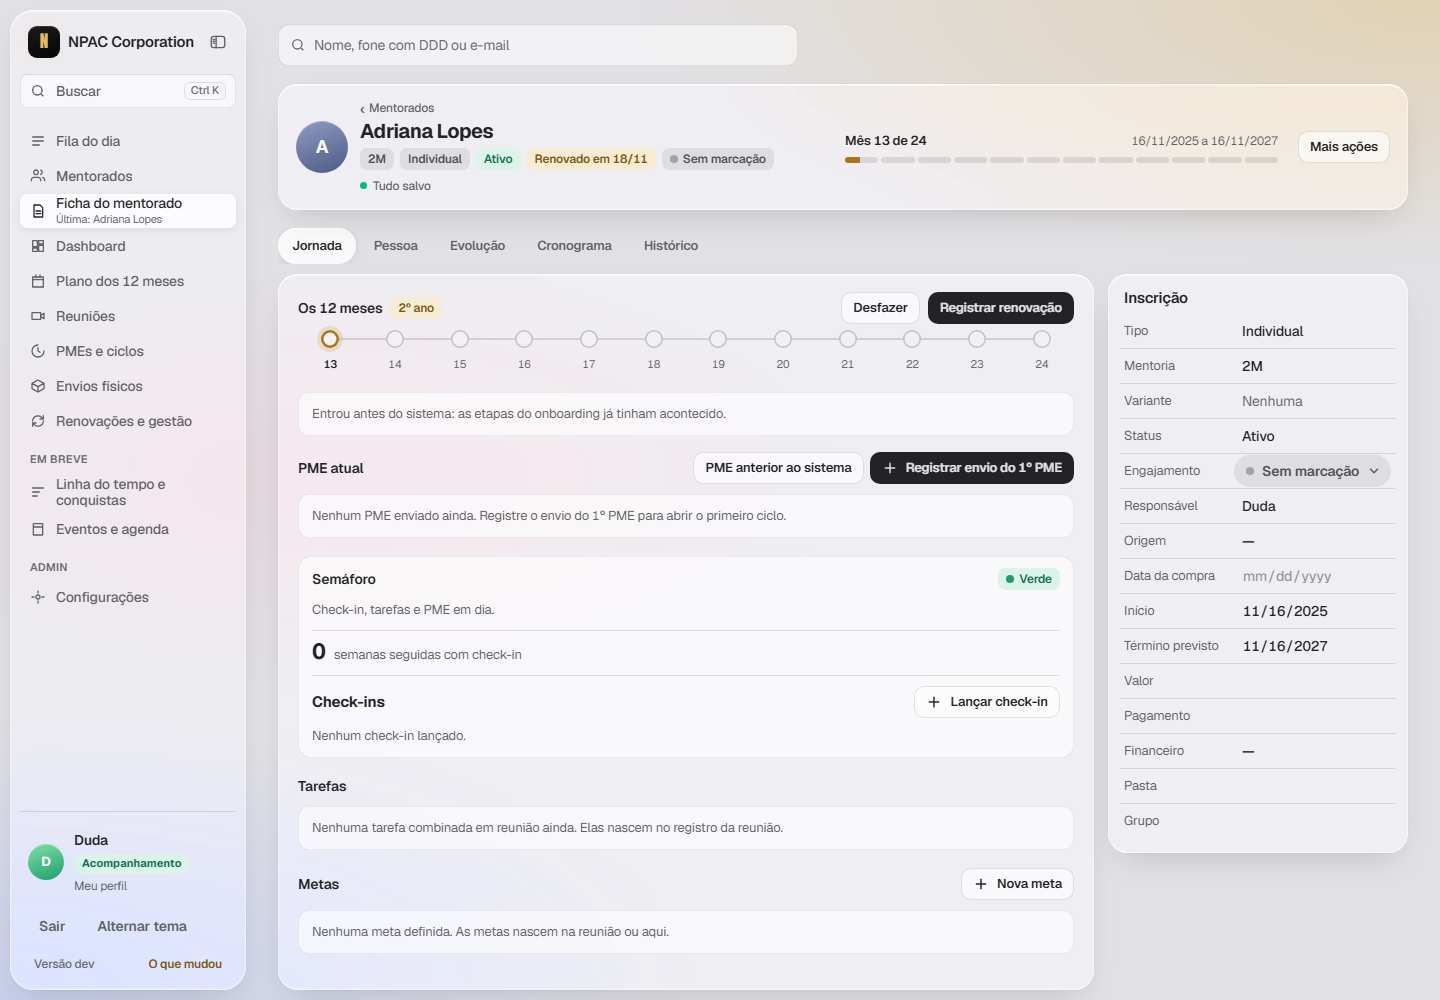 N
NPAC Corporation
Buscar
Ctrl K
Fila do dia
Mentorados
Ficha do mentorado
Última: Adriana Lopes
Dashboard
Plano dos 12 meses
Reuniões
PMEs e ciclos
Envios físicos
Renovações e gestão
EM BREVE
Linha do tempo e
conquistas
Eventos e agenda
ADMIN
Configurações
D
Duda
Acompanhamento
Meu perfil
Sair
Alternar tema
Versão dev
O que mudou
Nome, fone com DDD ou e-mail
‹ Mentorados
A
Adriana Lopes
2M
Individual
Ativo
Renovado em 18/11
Sem marcação
Tudo salvo
Mês 13 de 24
16/11/2025 a 16/11/2027
Mais ações
Jornada
Pessoa
Evolução
Cronograma
Histórico
Os 12 meses
2º ano
Desfazer
Registrar renovação
13 14 15 16 17 18 19 20 21 22 23 24
Entrou antes do sistema: as etapas do onboarding já tinham acontecido.
PME atual
PME anterior ao sistema
Registrar envio do 1º PME
Nenhum PME enviado ainda. Registre o envio do 1º PME para abrir o primeiro ciclo.
Semáforo
Verde
Check-in, tarefas e PME em dia.
0 semanas seguidas com check-in
Check-ins
Lançar check-in
Nenhum check-in lançado.
Tarefas
Nenhuma tarefa combinada em reunião ainda. Elas nascem no registro da reunião.
Metas
Nova meta
Nenhuma meta definida. As metas nascem na reunião ou aqui.
Inscrição
Tipo Individual
Mentoria 2M
Variante Nenhuma
Status Ativo
Engajamento Sem marcação
Responsável Duda
Origem —
Data da compra mm/dd/yyyy
Início 11/16/2025
Término previsto 11/16/2027
Valor
Pagamento
Financeiro —
Pasta
Grupo